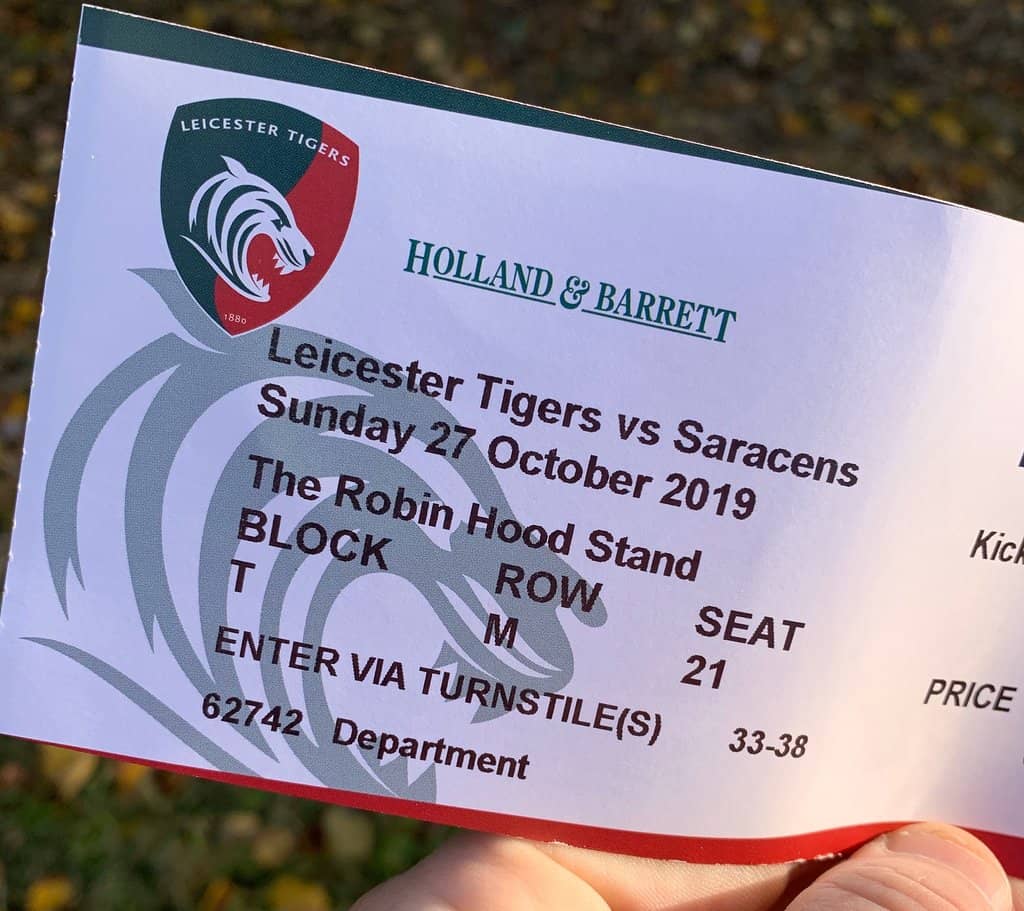 LEICESTER TIGERS
1880
HOLLAND & BARRETT
Leicester Tigers vs Saracens
Sunday 27 October 2019
The Robin Hood Stand
BLOCK ROW SEAT
T M 21
ENTER VIA TURNSTILE(S) 33-38
62742 Department
Kick
PRICE